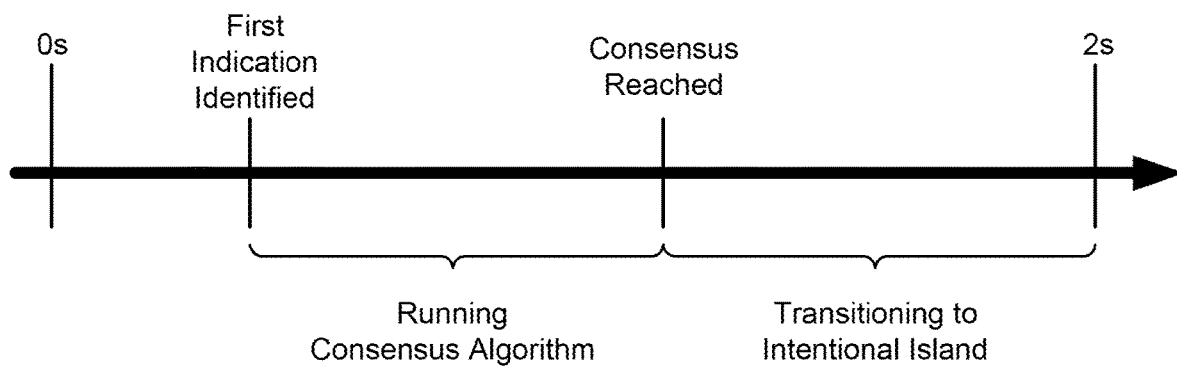 0s
First
Indication
Identified
Consensus
Reached
2s
Running
Consensus Algorithm
Transitioning to
Intentional Island